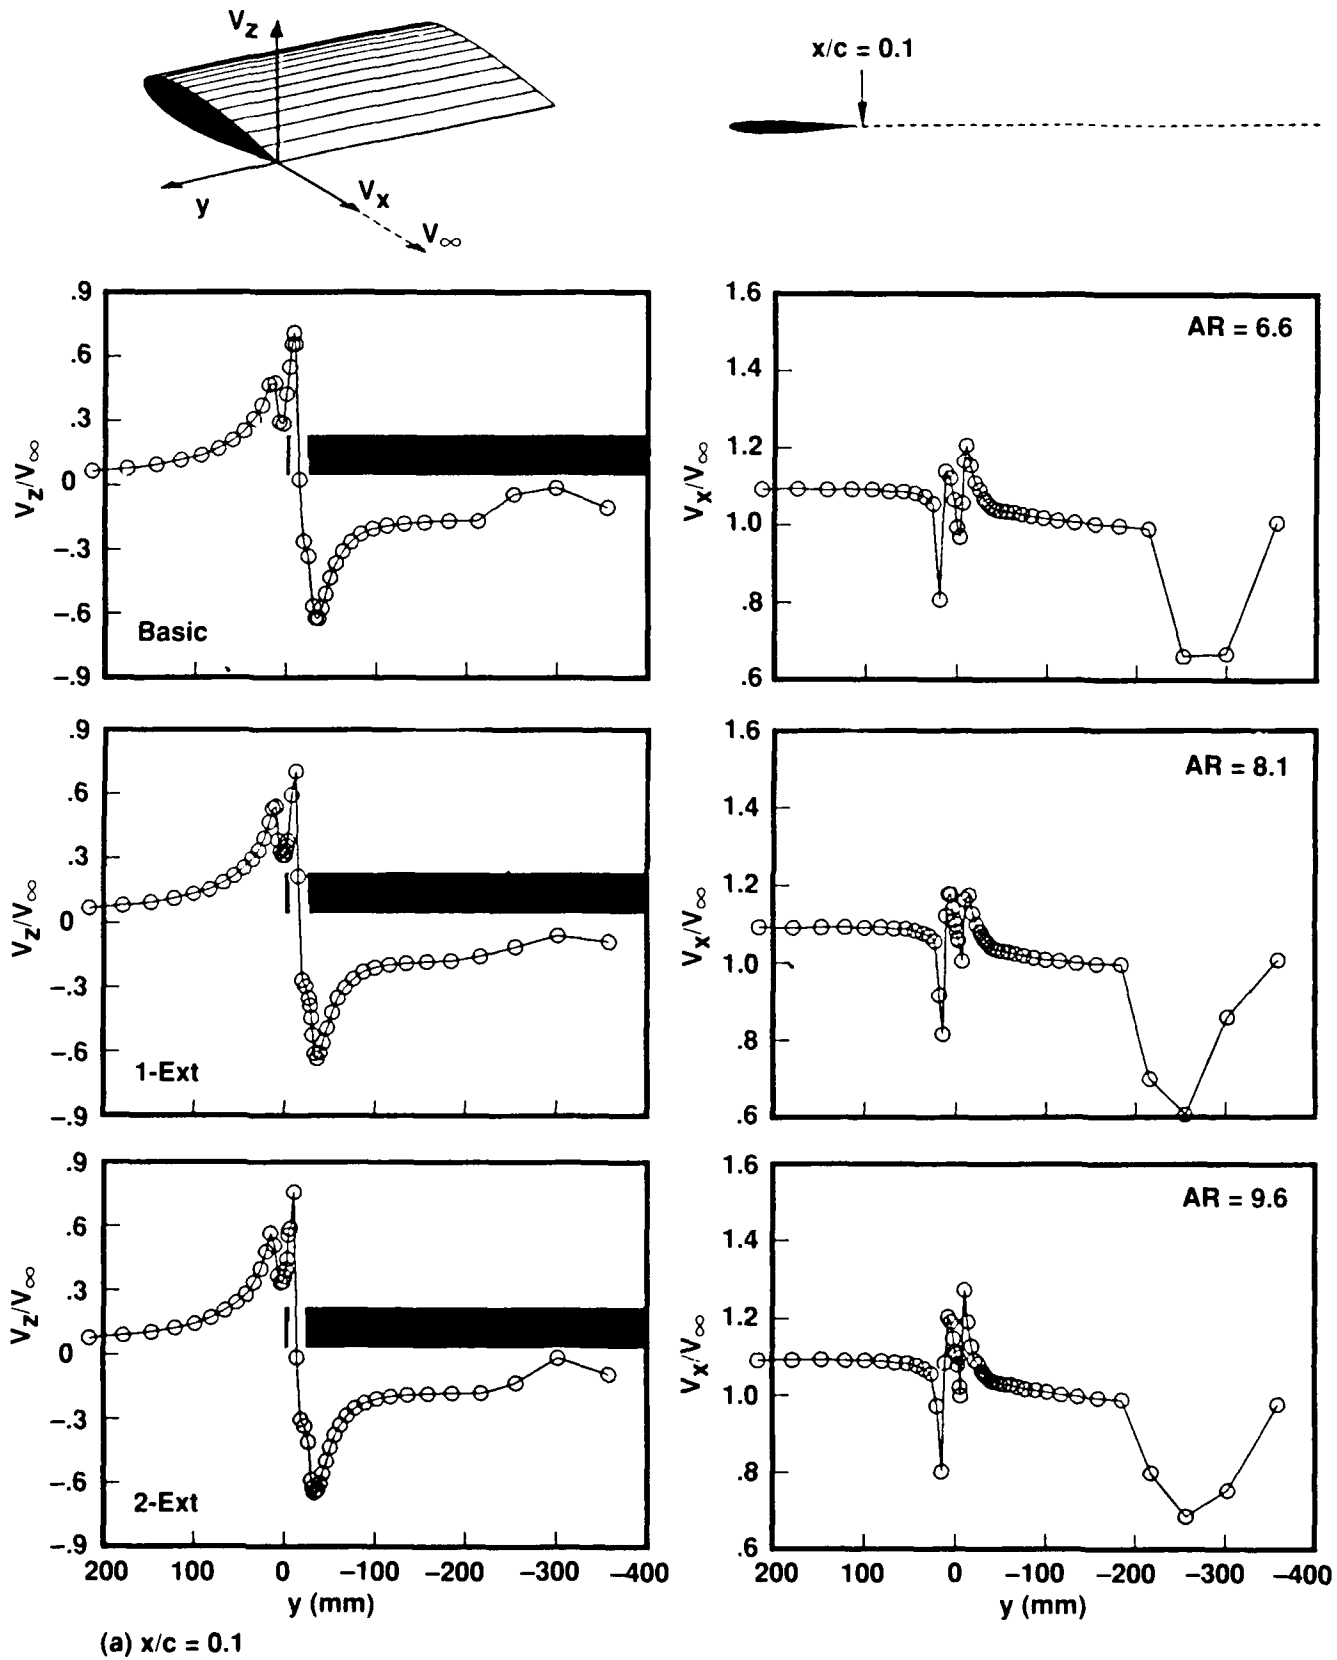 V_z
x/c = 0.1
y
V_x
V_∞
.9
.6
.3
0
−.3
−.6
−.9
V_z/V_∞
Basic
1.6
1.4
1.2
1.0
.8
.6
V_x/V_∞
AR = 6.6
.9
.6
.3
0
−.3
−.6
−.9
V_z/V_∞
1-Ext
1.6
1.4
1.2
1.0
.8
.6
V_x/V_∞
AR = 8.1
.9
.6
.3
0
−.3
−.6
−.9
V_z/V_∞
2-Ext
200 100 0 −100 −200 −300 −400
y (mm)
1.6
1.4
1.2
1.0
.8
.6
V_x/V_∞
AR = 9.6
200 100 0 −100 −200 −300 −400
y (mm)
(a) x/c = 0.1